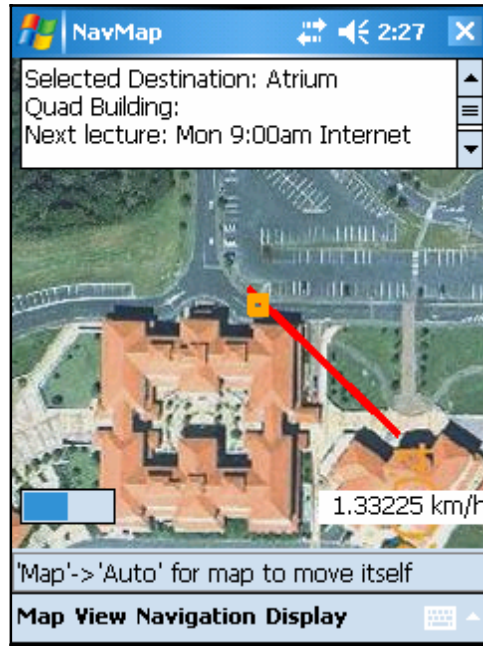 NavMap 2:27
Selected Destination: Atrium
Quad Building:
Next lecture: Mon 9:00am Internet
1.33225 km/h
'Map'->'Auto' for map to move itself
Map View Navigation Display